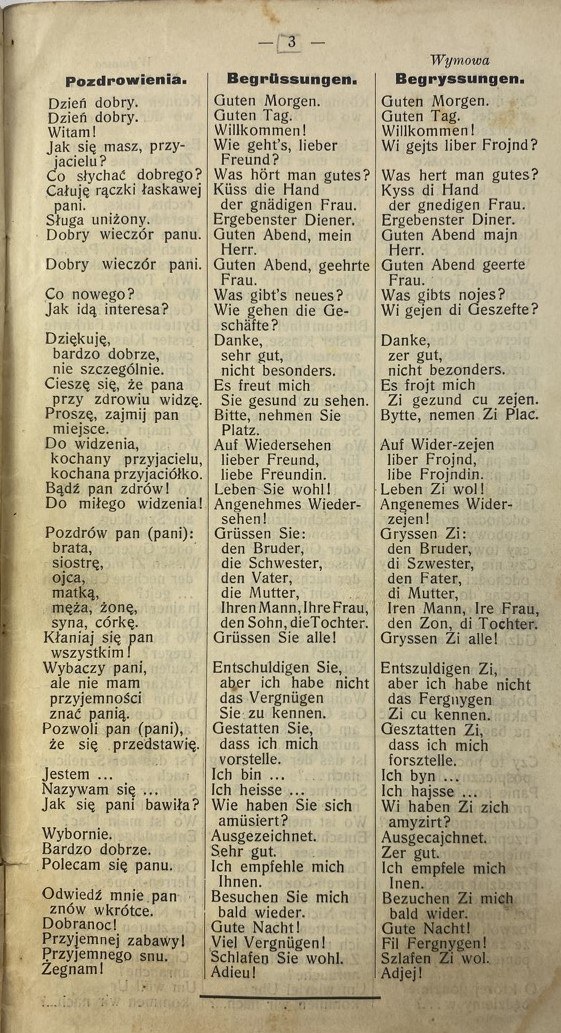 — 3 —
Wymowa
Pozdrowienia.
Dzień dobry.
Dzień dobry.
Witam!
Jak się masz, przy-
jacielu?
Co słychać dobrego?
Całuję rączki łaskawej
pani.
Sługa uniżony.
Dobry wieczór panu.
Dobry wieczór pani.
Co nowego?
Jak idą interesa?
Dziękuję,
bardzo dobrze,
nie szczególnie.
Cieszę się, że pana
przy zdrowiu widzę.
Proszę, zajmij pan
miejsce.
Do widzenia,
kochany przyjacielu,
kochana przyjaciółko.
Bądź pan zdrów!
Do miłego widzenia!
Pozdrów pan (pani):
brata,
siostrę,
ojca,
matką,
męża, żonę,
syna, córkę.
Kłaniaj się pan
wszystkim!
Wybaczy pani,
ale nie mam
przyjemności
znać panią.
Pozwoli pan (pani),
że się przedstawię.
Jestem ...
Nazywam się ...
Jak się pani bawiła?
Wybornie.
Bardzo dobrze.
Polecam się panu.
Odwiedź mnie pan
znów wkrótce.
Dobranoc!
Przyjemnej zabawy!
Przyjemnego snu.
Żegnam!
Begrüssungen.
Guten Morgen.
Guten Tag.
Willkommen!
Wie geht's, lieber
Freund?
Was hört man gutes?
Küss die Hand
der gnädigen Frau.
Ergebenster Diener.
Guten Abend, mein
Herr.
Guten Abend, geehrte
Frau.
Was gibt's neues?
Wie gehen die Ge-
schäfte?
Danke,
sehr gut,
nicht besonders.
Es freut mich
Sie gesund zu sehen.
Bitte, nehmen Sie
Platz.
Auf Wiedersehen
lieber Freund,
liebe Freundin.
Leben Sie wohl!
Angenehmes Wieder-
sehen!
Grüssen Sie:
den Bruder,
die Schwester,
den Vater,
die Mutter,
Ihren Mann, Ihre Frau,
den Sohn, die Tochter.
Grüssen Sie alle!
Entschuldigen Sie,
aber ich habe nicht
das Vergnügen
Sie zu kennen.
Gestatten Sie,
dass ich mich
vorstelle.
Ich bin ...
Ich heisse ...
Wie haben Sie sich
amüsiert?
Ausgezeichnet.
Sehr gut.
Ich empfehle mich
Ihnen.
Besuchen Sie mich
bald wieder.
Gute Nacht!
Viel Vergnügen!
Schlafen Sie wohl.
Adieu!
Begryssungen.
Guten Morgen.
Guten Tag.
Willkommen!
Wi gejts liber Frojnd?
Was hert man gutes?
Kyss di Hand
der gnedigen Frau.
Ergebenster Diner.
Guten Abend majn
Herr.
Guten Abend geerte
Frau.
Was gibts nojes?
Wi gejen di Geszefte?
Danke,
zer gut,
nicht bezonders.
Es frojt mich
Zi gezund cu zejen.
Bytte, nemen Zi Plac.
Auf Wider-zejen
liber Frojnd,
libe Frojndin.
Leben Zi wol!
Angenemes Wider-
zejen!
Gryssen Zi:
den Bruder,
di Szwester,
den Fater,
di Mutter,
Iren Mann, Ire Frau,
den Zon, di Tochter.
Gryssen Zi alle!
Entszuldigen Zi,
aber ich habe nicht
das Fergnygen
Zi cu kennen.
Gesztatten Zi,
dass ich mich
forsztelle.
Ich byn ...
Ich hajsse ...
Wi haben Zi zich
amyzirt?
Ausgecajchnet.
Zer gut.
Ich empfele mich
Inen.
Bezuchen Zi mich
bald wider.
Gute Nacht!
Fil Fergnygen!
Szlafen Zi wol.
Adjej!